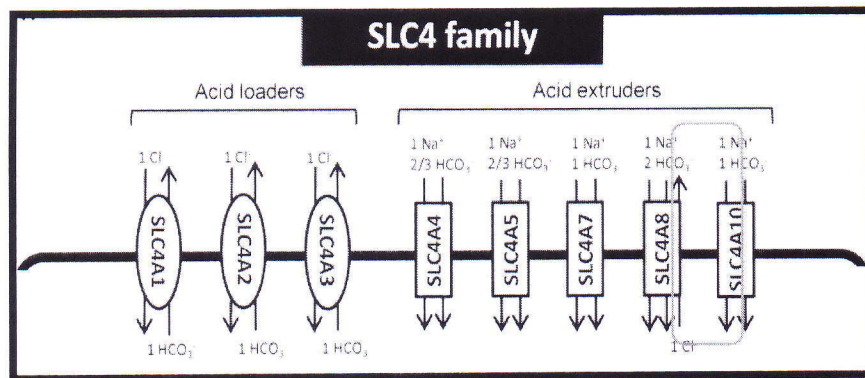 SLC4 family
Acid loaders
Acid extruders
1 Cl⁻
1 Cl⁻
1 Cl⁻
1 Na⁺
2/3 HCO₃⁻
1 Na⁺
2/3 HCO₃⁻
1 Na⁺
1 HCO₃⁻
1 Na⁺
2 HCO₃⁻
1 Na⁺
1 HCO₃⁻
SLC4A1
SLC4A2
SLC4A3
SLC4A4
SLC4A5
SLC4A7
SLC4A8
SLC4A10
1 HCO₃⁻
1 HCO₃⁻
1 HCO₃⁻
1 Cl⁻